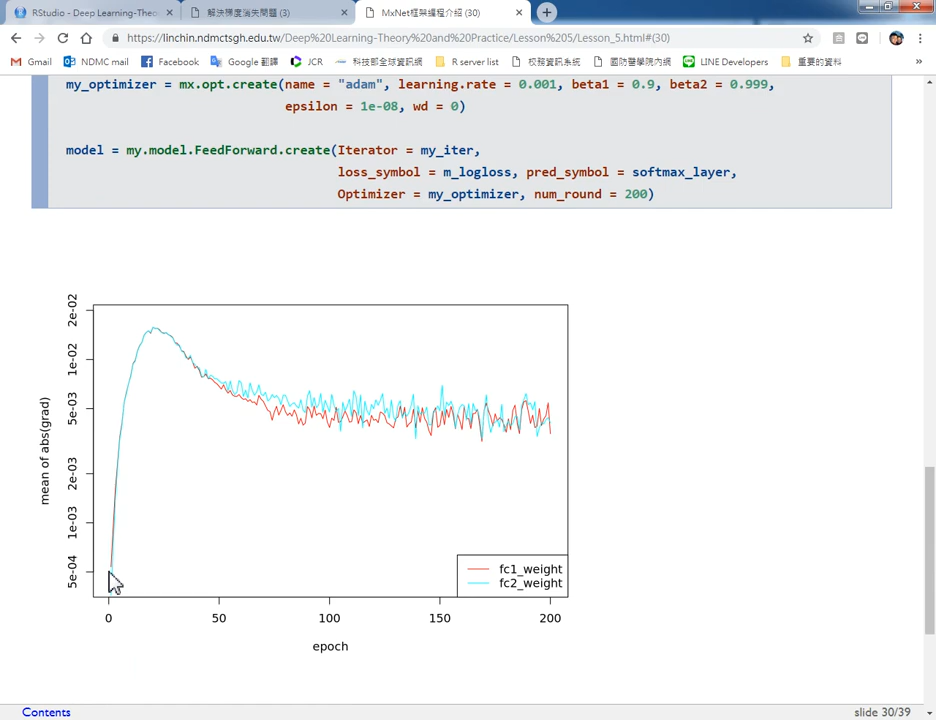 RStudio - Deep Learning-Theo
解決梯度消失問題 (3)
MxNet框架編程介紹 (30)
https://linchin.ndmctsgh.edu.tw/Deep%20Learning-Theory%20and%20Practice/Lesson%205/Lesson_5.html#(30)
Gmail
NDMC mail
Facebook
Google 翻譯
JCR
科技部全球資訊網
R server list
校務資訊系統
國防醫學院內網
LINE Developers
重要的資料
»
my_optimizer = mx.opt.create(name = "adam", learning.rate = 0.001, beta1 = 0.9, beta2 = 0.999,
epsilon = 1e-08, wd = 0)
model = my.model.FeedForward.create(Iterator = my_iter,
loss_symbol = m_logloss, pred_symbol = softmax_layer,
Optimizer = my_optimizer, num_round = 200)
2e-02
1e-02
5e-03
2e-03
1e-03
5e-04
mean of abs(grad)
fc1_weight
fc2_weight
0
50
100
150
200
epoch
Contents
slide 30/39